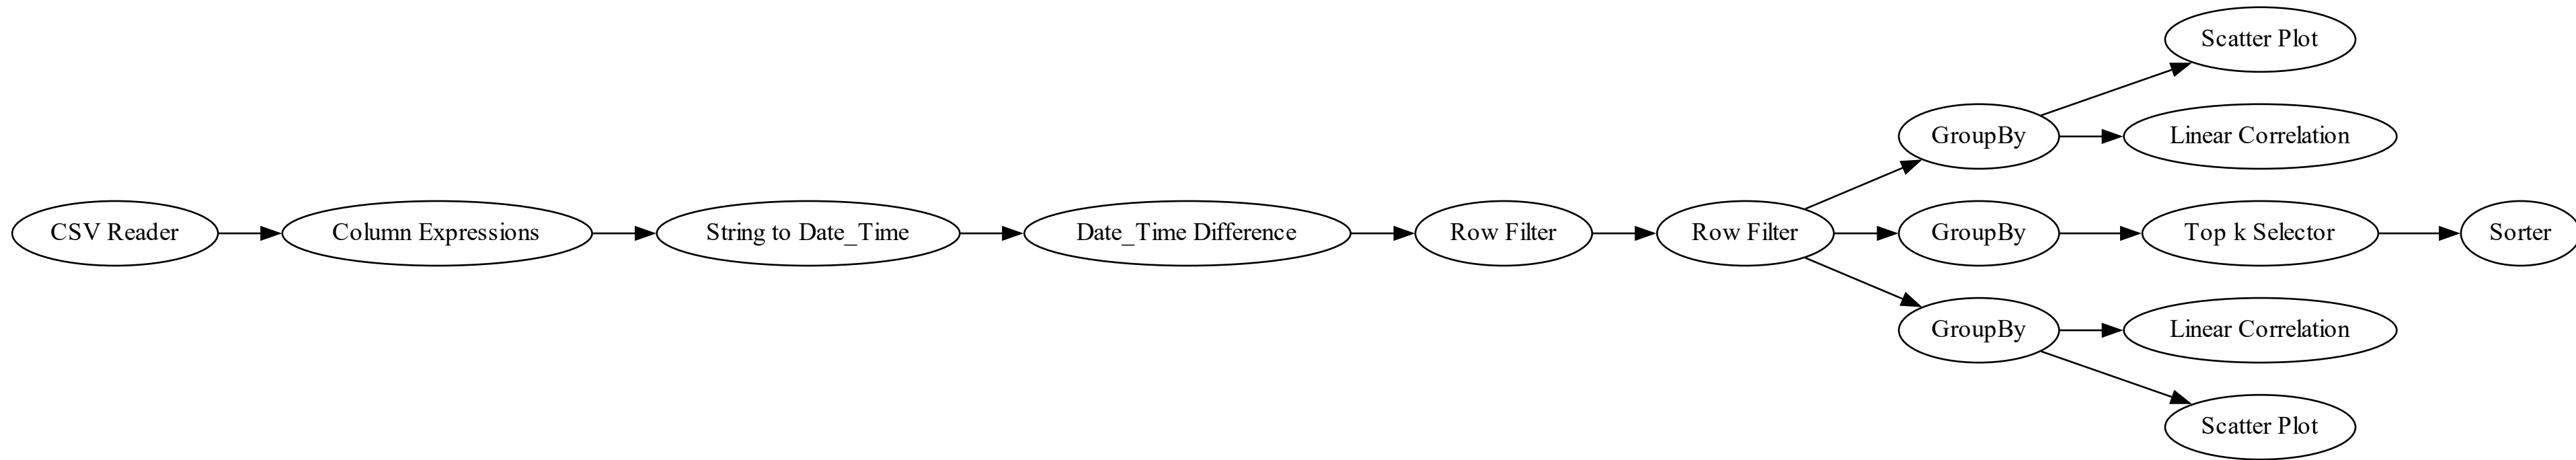 Scatter Plot
GroupBy
Linear Correlation
CSV Reader
Column Expressions
String to Date_Time
Date_Time Difference
Row Filter
Row Filter
GroupBy
Top k Selector
Sorter
GroupBy
Linear Correlation
Scatter Plot